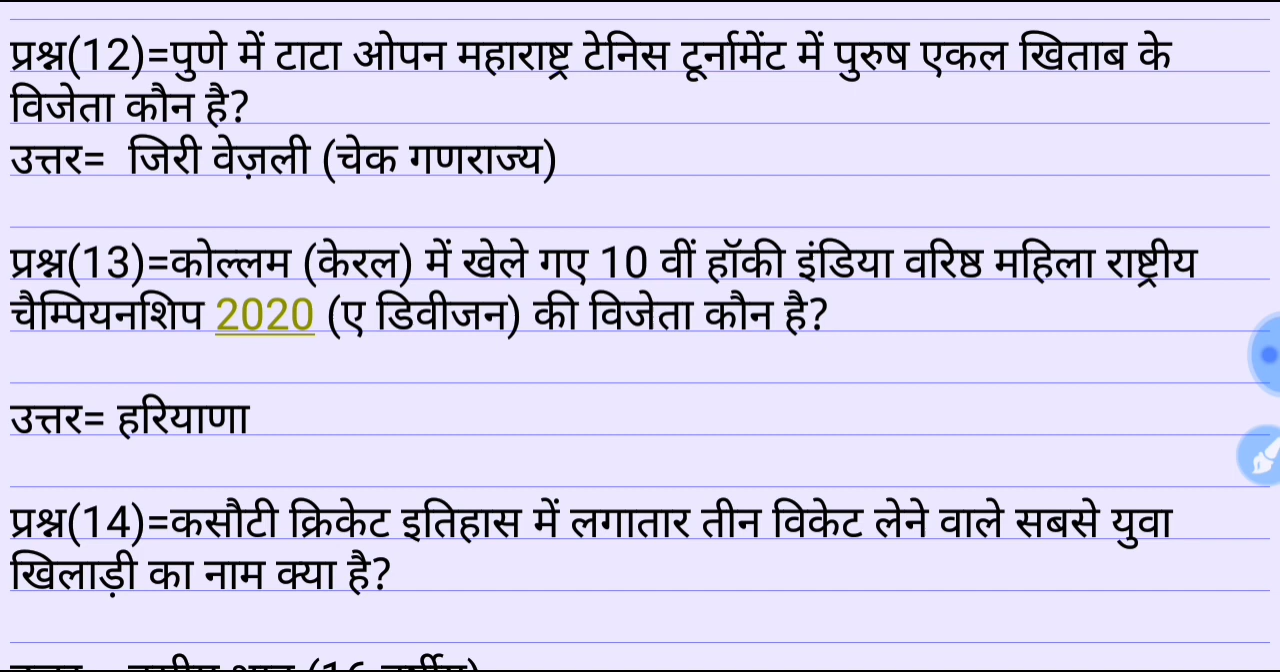 प्रश्न(12)=पुणे में टाटा ओपन महाराष्ट्र टेनिस टूर्नामेंट में पुरुष एकल खिताब के
विजेता कौन है?
उत्तर= जिरी वेज़ली (चेक गणराज्य)
प्रश्न(13)=कोल्लम (केरल) में खेले गए 10 वीं हॉकी इंडिया वरिष्ठ महिला राष्ट्रीय
चैम्पियनशिप 2020 (ए डिवीजन) की विजेता कौन है?
उत्तर= हरियाणा
प्रश्न(14)=कसौटी क्रिकेट इतिहास में लगातार तीन विकेट लेने वाले सबसे युवा
खिलाड़ी का नाम क्या है?